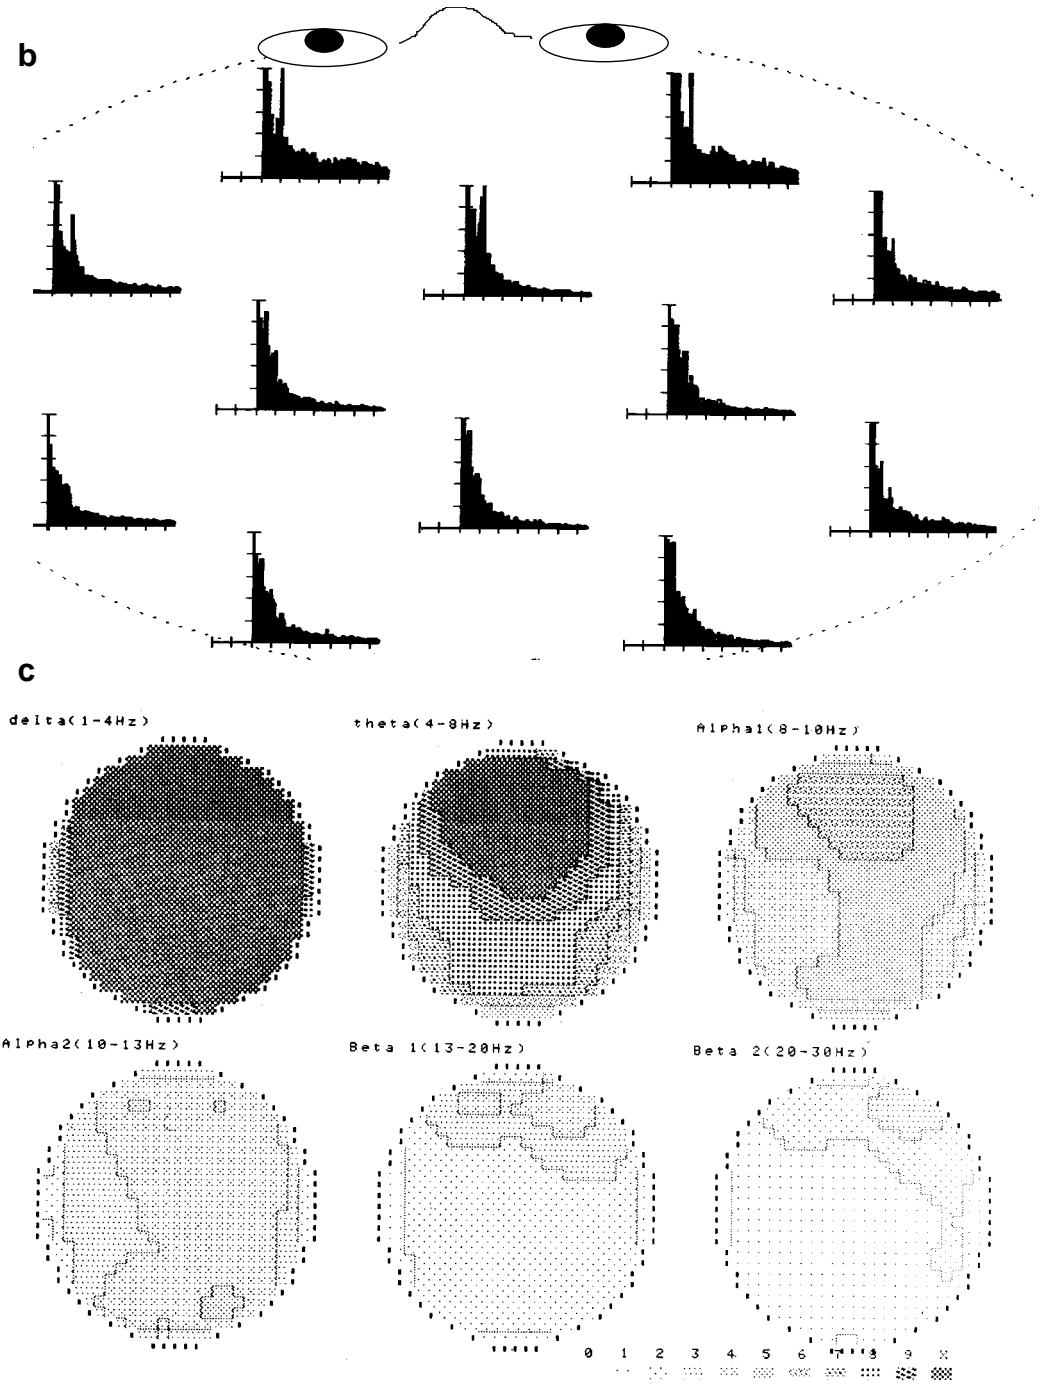 b
c
delta(1-4Hz)
theta(4-8Hz)
Alpha1(8-10Hz)
Alpha2(10-13Hz)
Beta 1(13-20Hz)
Beta 2(20-30Hz)
0 1 2 3 4 5 6 7 8 9 X